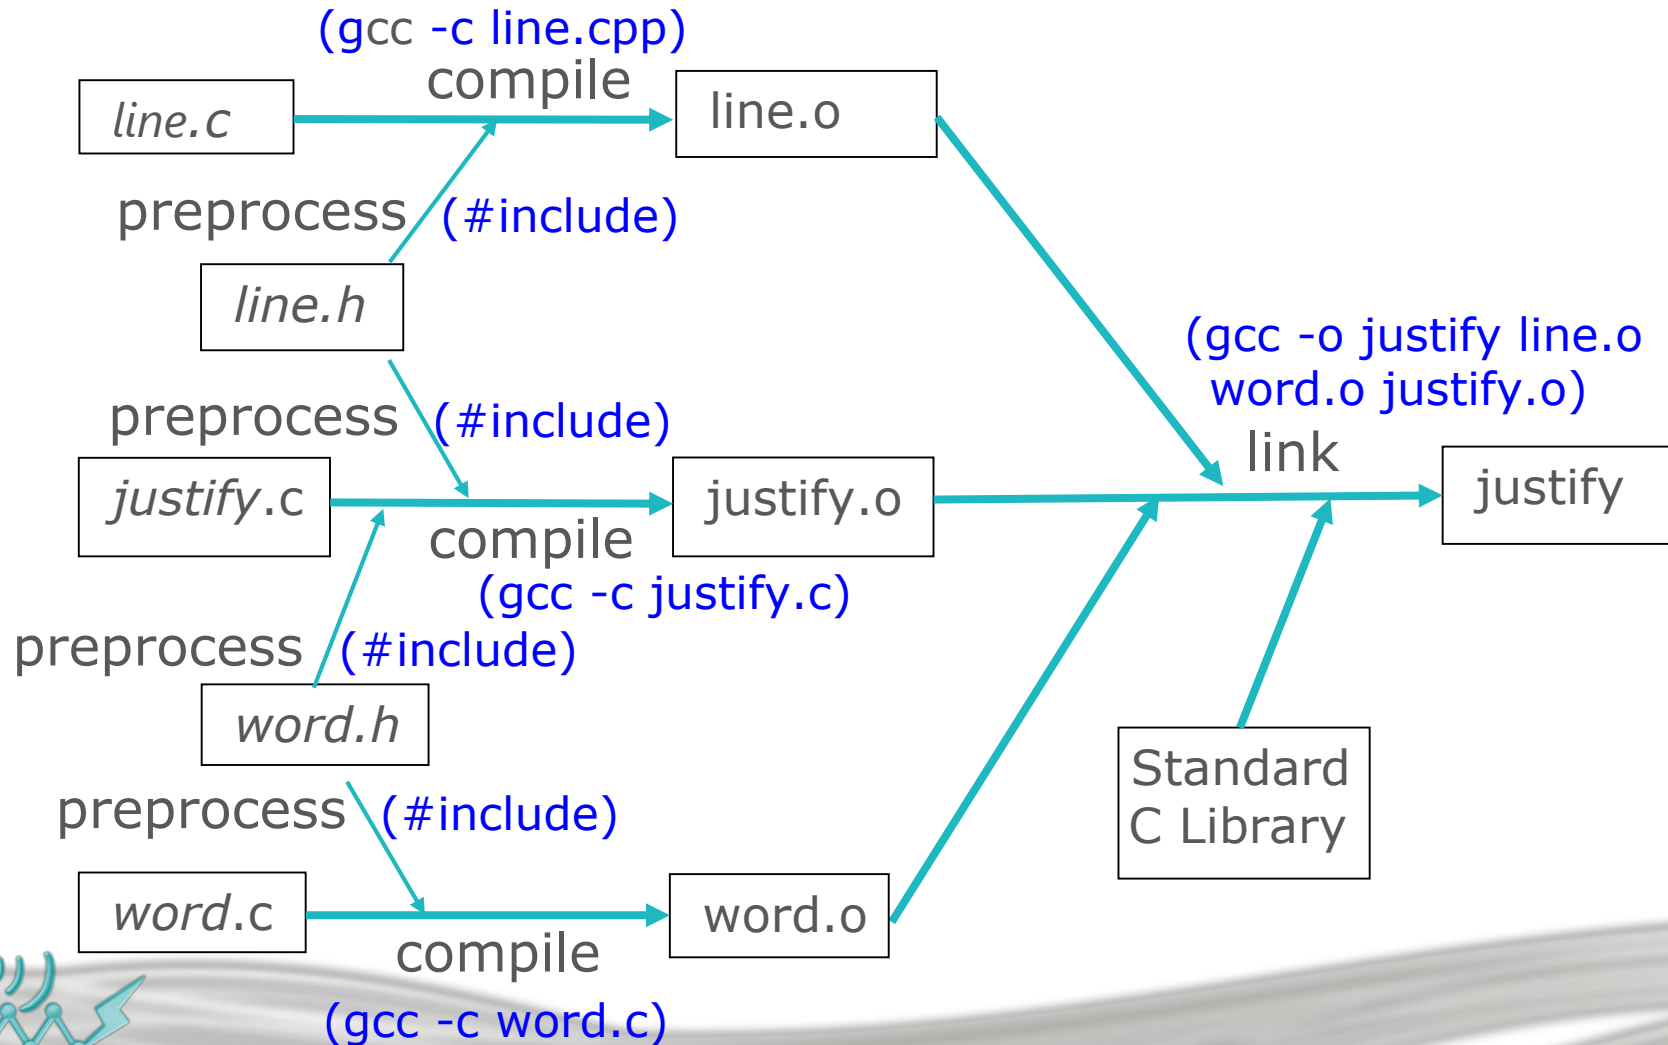 (gcc -c line.cpp)
compile
line.c
line.o
preprocess
(#include)
line.h
(gcc -o justify line.o
word.o justify.o)
preprocess
(#include)
link
justify.c
justify.o
justify
compile
(gcc -c justify.c)
preprocess
(#include)
word.h
Standard
C Library
preprocess
(#include)
word.c
word.o
compile
(gcc -c word.c)